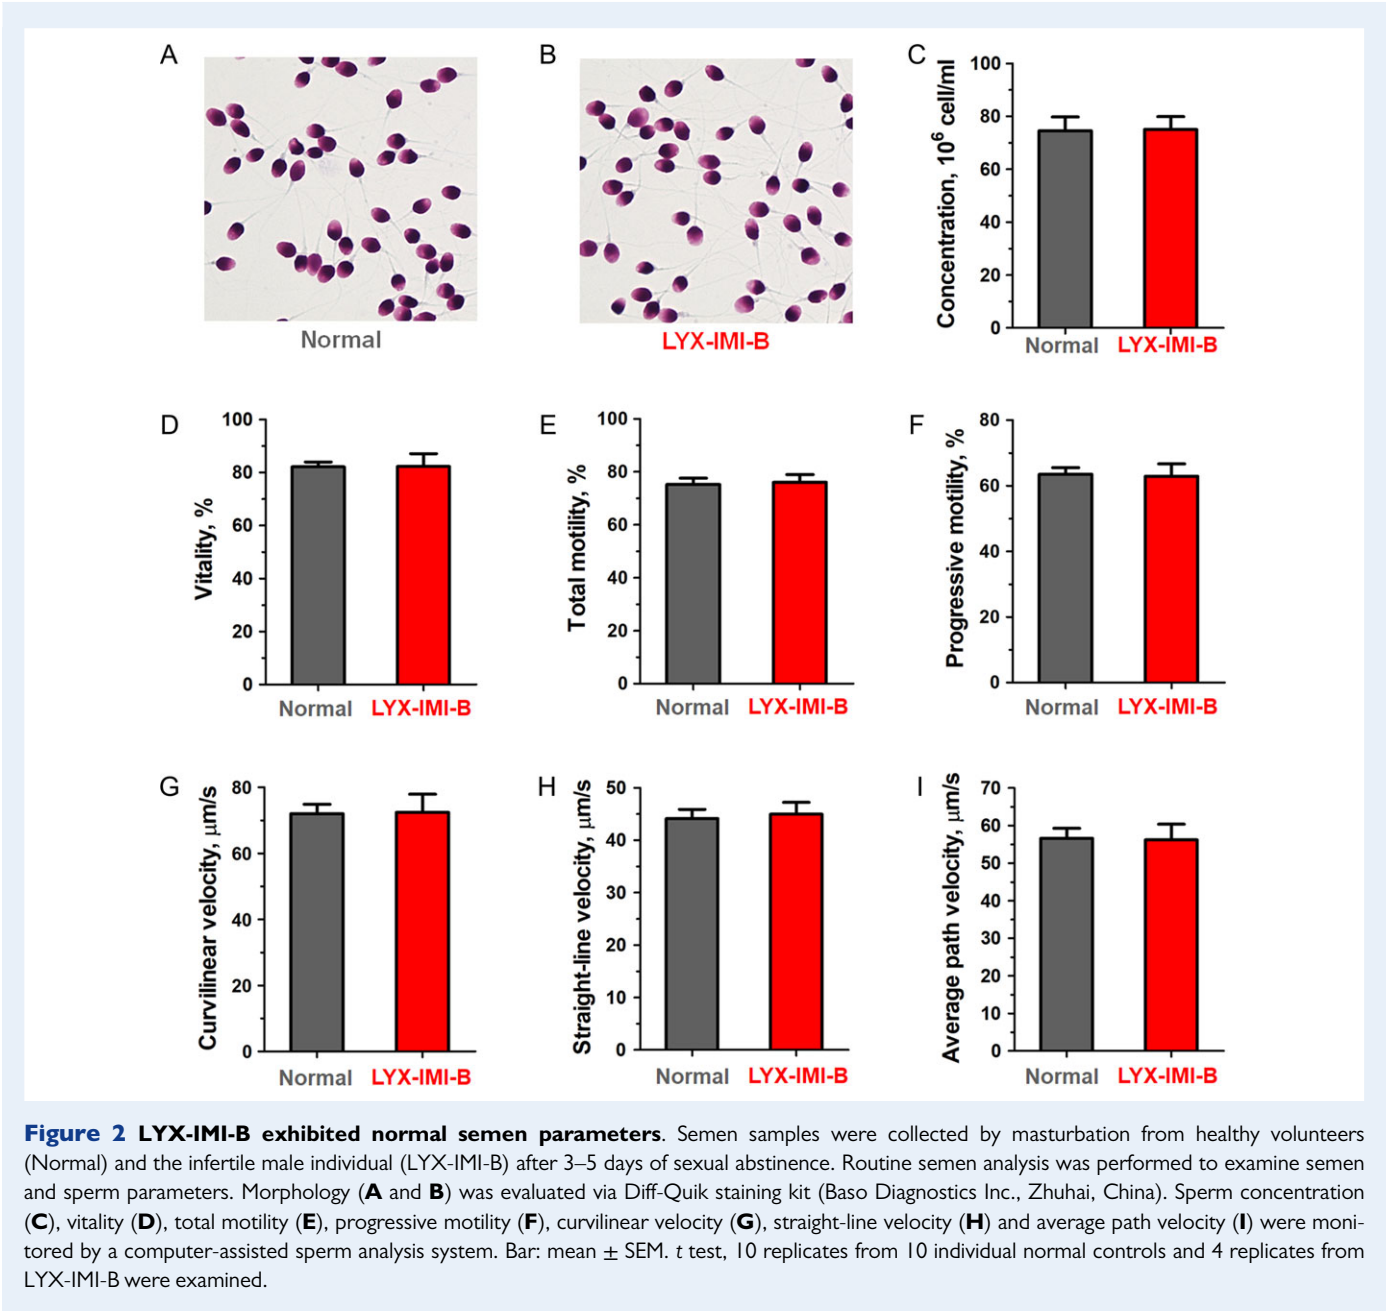 A
B
C
Normal
LYX-IMI-B
Concentration, 10⁶ cell/ml
100
80
60
40
20
0
Normal LYX-IMI-B
D
Vitality, %
100
80
60
40
20
0
Normal LYX-IMI-B
E
Total motility, %
100
80
60
40
20
0
Normal LYX-IMI-B
F
Progressive motility, %
80
60
40
20
0
Normal LYX-IMI-B
G
Curvilinear velocity, μm/s
80
60
40
20
0
Normal LYX-IMI-B
H
Straight-line velocity, μm/s
50
40
30
20
10
0
Normal LYX-IMI-B
I
Average path velocity, μm/s
70
60
50
40
30
20
10
0
Normal LYX-IMI-B
Figure 2 LYX-IMI-B exhibited normal semen parameters. Semen samples were collected by masturbation from healthy volunteers
(Normal) and the infertile male individual (LYX-IMI-B) after 3–5 days of sexual abstinence. Routine semen analysis was performed to examine semen
and sperm parameters. Morphology (A and B) was evaluated via Diff-Quik staining kit (Baso Diagnostics Inc., Zhuhai, China). Sperm concentration
(C), vitality (D), total motility (E), progressive motility (F), curvilinear velocity (G), straight-line velocity (H) and average path velocity (I) were moni-
tored by a computer-assisted sperm analysis system. Bar: mean ± SEM. t test, 10 replicates from 10 individual normal controls and 4 replicates from
LYX-IMI-B were examined.